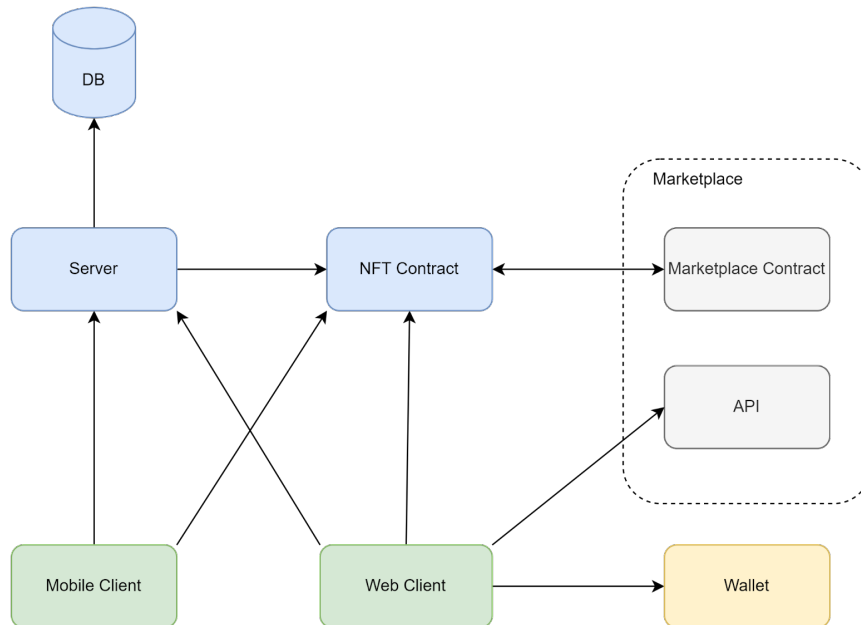 DB
Marketplace
Server
NFT Contract
Marketplace Contract
API
Mobile Client
Web Client
Wallet